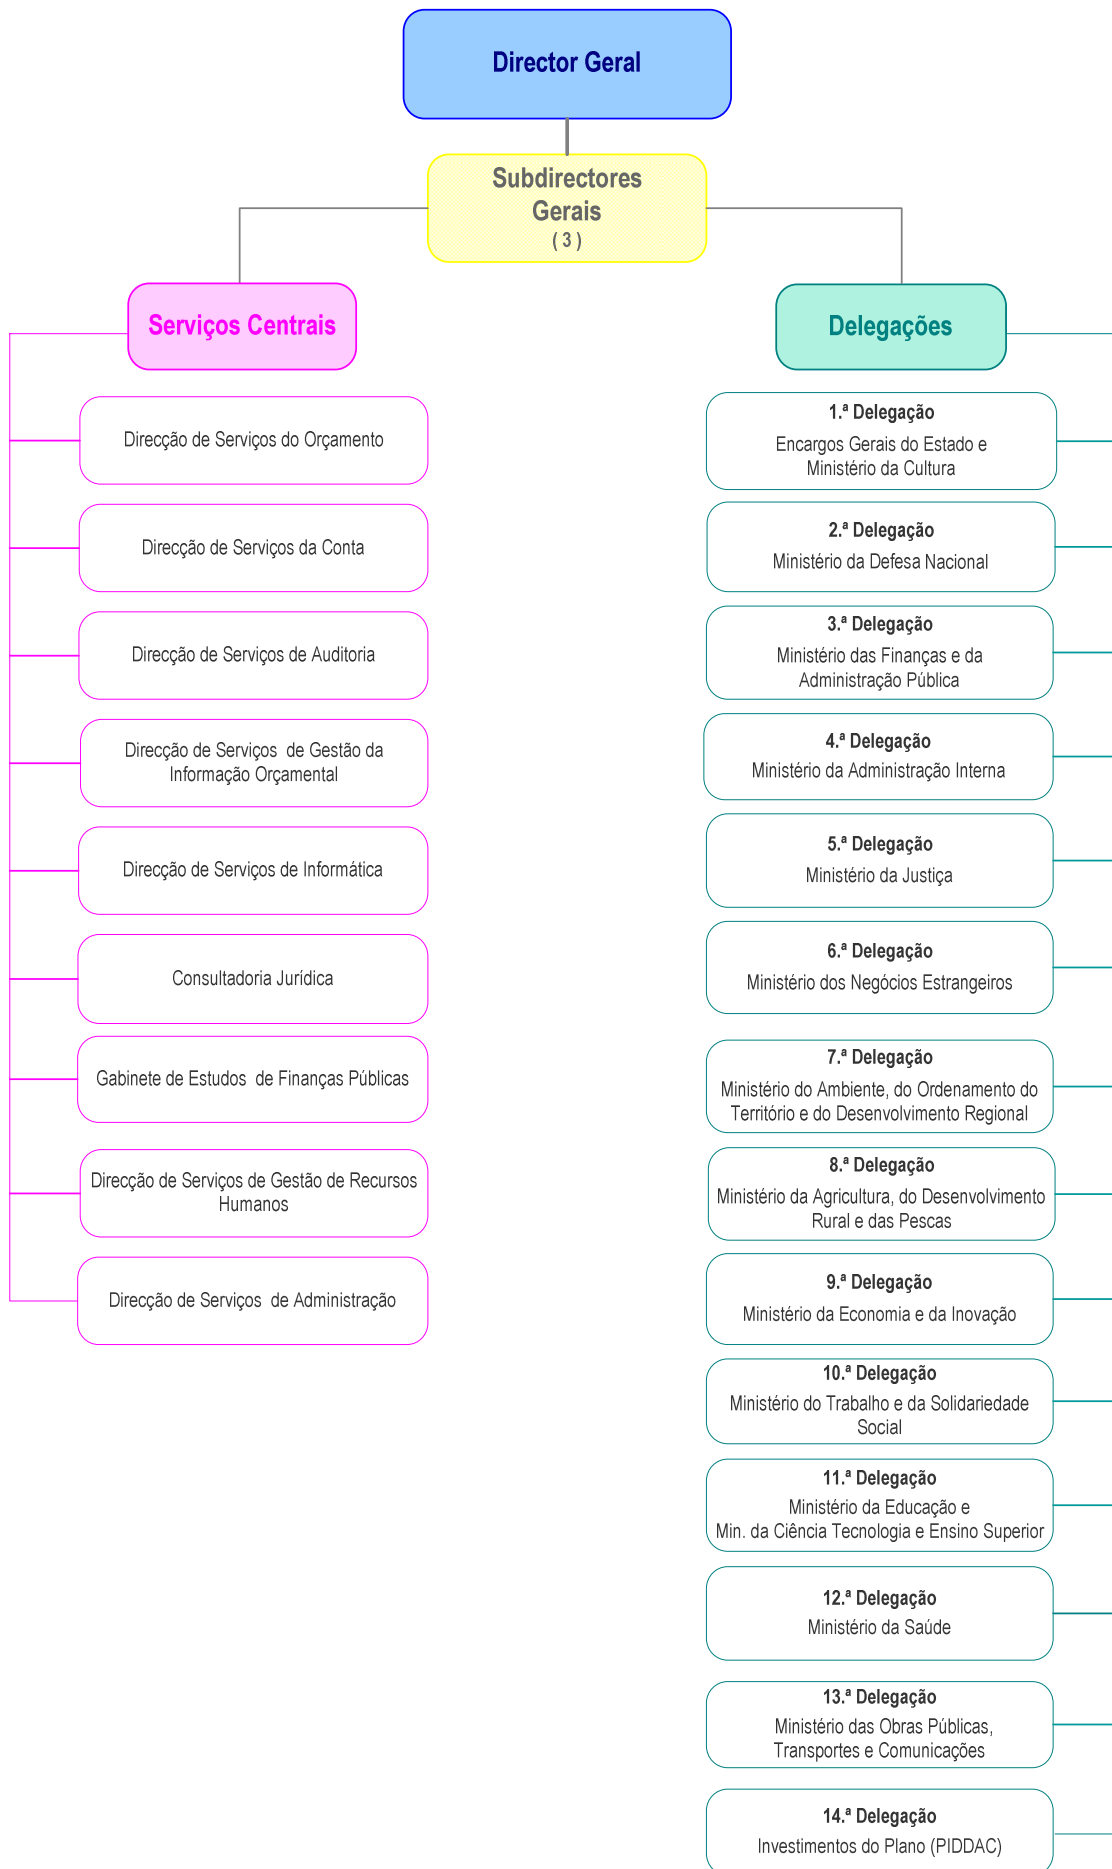 Director Geral
Subdirectores
Gerais
( 3 )
Serviços Centrais
Direcção de Serviços do Orçamento
Direcção de Serviços da Conta
Direcção de Serviços de Auditoria
Direcção de Serviços de Gestão da
Informação Orçamental
Direcção de Serviços de Informática
Consultadoria Jurídica
Gabinete de Estudos de Finanças Públicas
Direcção de Serviços de Gestão de Recursos
Humanos
Direcção de Serviços de Administração
Delegações
1.ª Delegação
Encargos Gerais do Estado e
Ministério da Cultura
2.ª Delegação
Ministério da Defesa Nacional
3.ª Delegação
Ministério das Finanças e da
Administração Pública
4.ª Delegação
Ministério da Administração Interna
5.ª Delegação
Ministério da Justiça
6.ª Delegação
Ministério dos Negócios Estrangeiros
7.ª Delegação
Ministério do Ambiente, do Ordenamento do
Território e do Desenvolvimento Regional
8.ª Delegação
Ministério da Agricultura, do Desenvolvimento
Rural e das Pescas
9.ª Delegação
Ministério da Economia e da Inovação
10.ª Delegação
Ministério do Trabalho e da Solidariedade
Social
11.ª Delegação
Ministério da Educação e
Min. da Ciência Tecnologia e Ensino Superior
12.ª Delegação
Ministério da Saúde
13.ª Delegação
Ministério das Obras Públicas,
Transportes e Comunicações
14.ª Delegação
Investimentos do Plano (PIDDAC)